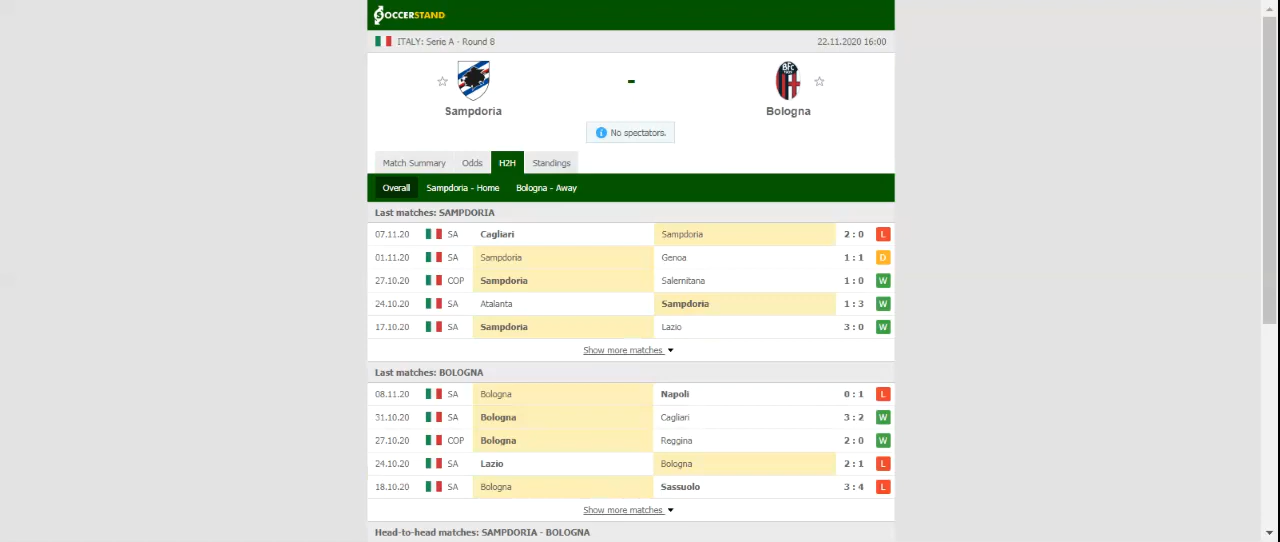 SOCCERSTAND
ITALY: Serie A - Round 8 22.11.2020 16:00
-
BFC
Sampdoria Bologna
No spectators.
Match Summary Odds H2H Standings
Overall Sampdoria - Home Bologna - Away
Last matches: SAMPDORIA
07.11.20 SA Cagliari Sampdoria 2 : 0 L
01.11.20 SA Sampdoria Genoa 1 : 1 D
27.10.20 COP Sampdoria Salernitana 1 : 0 W
24.10.20 SA Atalanta Sampdoria 1 : 3 W
17.10.20 SA Sampdoria Lazio 3 : 0 W
Show more matches
Last matches: BOLOGNA
08.11.20 SA Bologna Napoli 0 : 1 L
31.10.20 SA Bologna Cagliari 3 : 2 W
27.10.20 COP Bologna Reggina 2 : 0 W
24.10.20 SA Lazio Bologna 2 : 1 L
18.10.20 SA Bologna Sassuolo 3 : 4 L
Show more matches
Head-to-head matches: SAMPDORIA - BOLOGNA